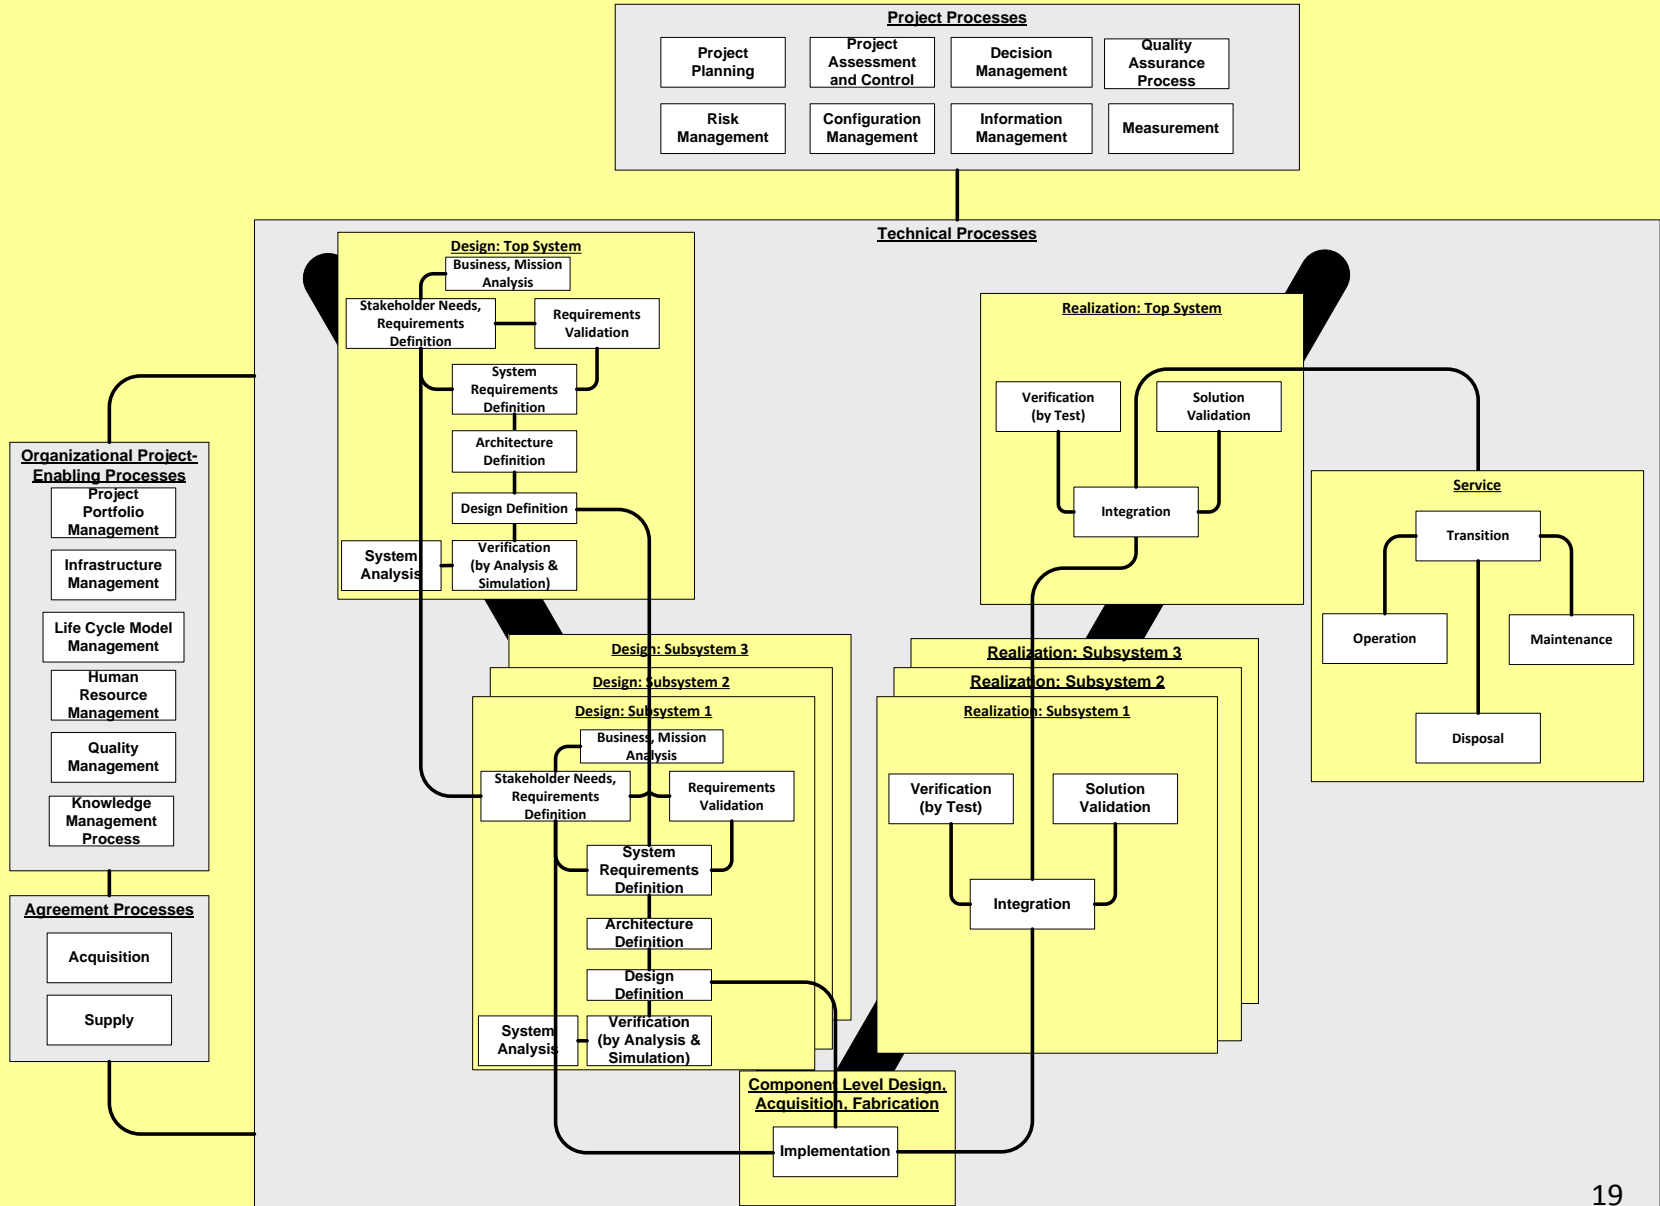 Project Processes
Project
Planning
Project
Assessment
and Control
Decision
Management
Quality
Assurance
Process
Risk
Management
Configuration
Management
Information
Management
Measurement
Technical Processes
Design: Top System
Business, Mission
Analysis
Stakeholder Needs,
Requirements
Definition
Requirements
Validation
System
Requirements
Definition
Architecture
Definition
Design Definition
System
Analysis
Verification
(by Analysis &
Simulation)
Realization: Top System
Verification
(by Test)
Solution
Validation
Integration
Service
Transition
Operation
Maintenance
Disposal
Organizational Project-
Enabling Processes
Project
Portfolio
Management
Infrastructure
Management
Life Cycle Model
Management
Human
Resource
Management
Quality
Management
Knowledge
Management
Process
Agreement Processes
Acquisition
Supply
Design: Subsystem 3
Design: Subsystem 2
Design: Subsystem 1
Business, Mission
Analysis
Stakeholder Needs,
Requirements
Definition
Requirements
Validation
System
Requirements
Definition
Architecture
Definition
Design
Definition
System
Analysis
Verification
(by Analysis &
Simulation)
Realization: Subsystem 3
Realization: Subsystem 2
Realization: Subsystem 1
Verification
(by Test)
Solution
Validation
Integration
Component Level Design,
Acquisition, Fabrication
Implementation
19